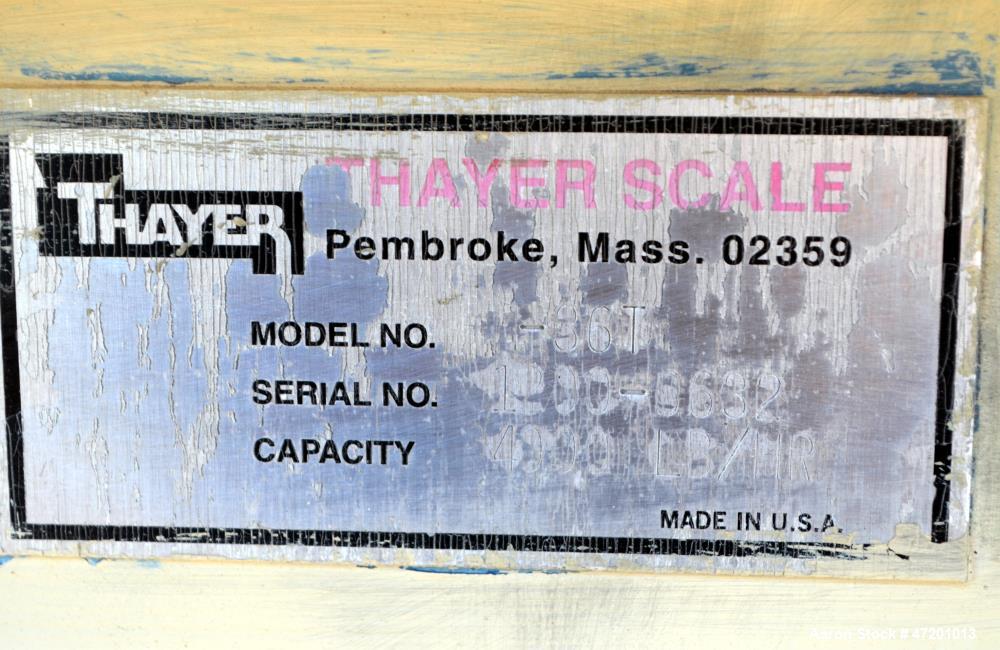 THAYER
THAYER SCALE
Pembroke, Mass. 02359
MODEL NO.
SERIAL NO.
CAPACITY LB/HR
MADE IN U.S.A.
Aaron Stock # 47201013